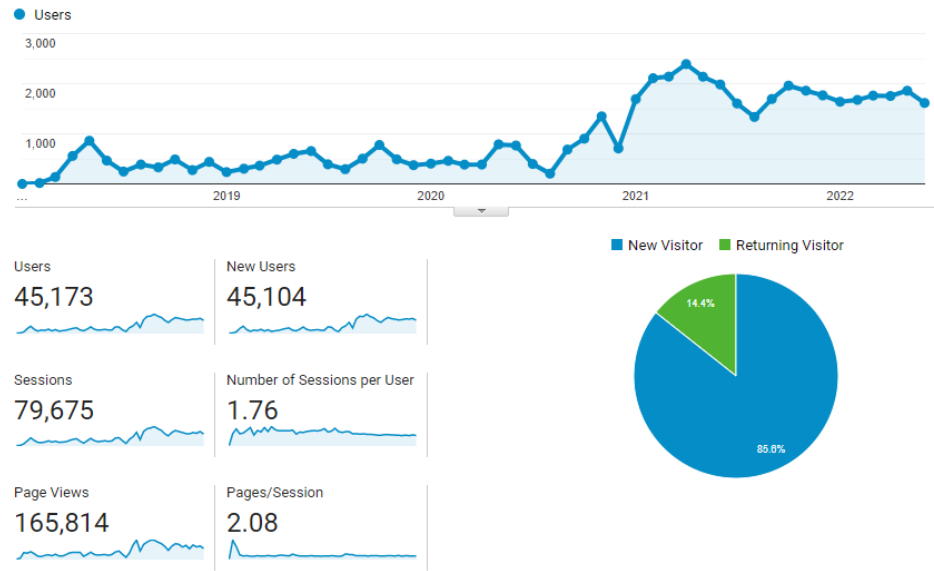 Users
3,000
2,000
1,000
...
2019
2020
2021
2022
New Visitor
Returning Visitor
Users
45,173
New Users
45,104
14.4%
85.6%
Sessions
79,675
Number of Sessions per User
1.76
Page Views
165,814
Pages/Session
2.08